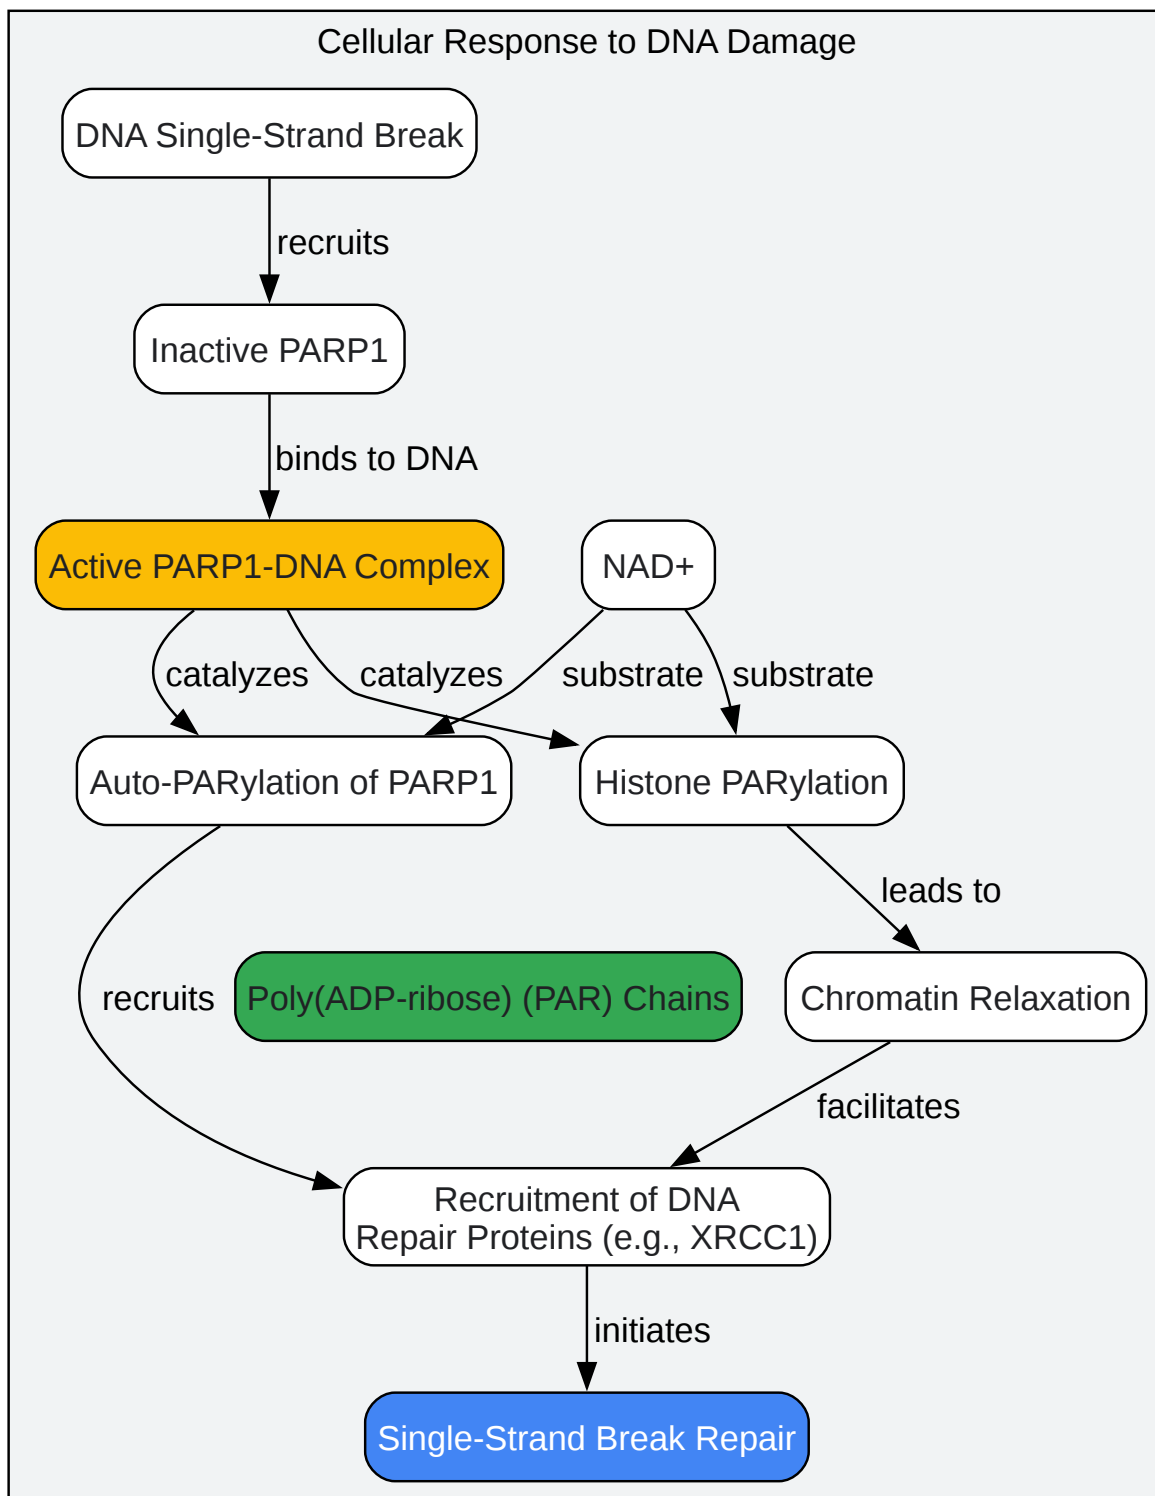 Cellular Response to DNA Damage
DNA Single-Strand Break
recruits
Inactive PARP1
binds to DNA
Active PARP1-DNA Complex
NAD+
catalyzes
catalyzes
substrate
substrate
Auto-PARylation of PARP1
Histone PARylation
leads to
recruits
Poly(ADP-ribose) (PAR) Chains
Chromatin Relaxation
facilitates
Recruitment of DNA
Repair Proteins (e.g., XRCC1)
initiates
Single-Strand Break Repair